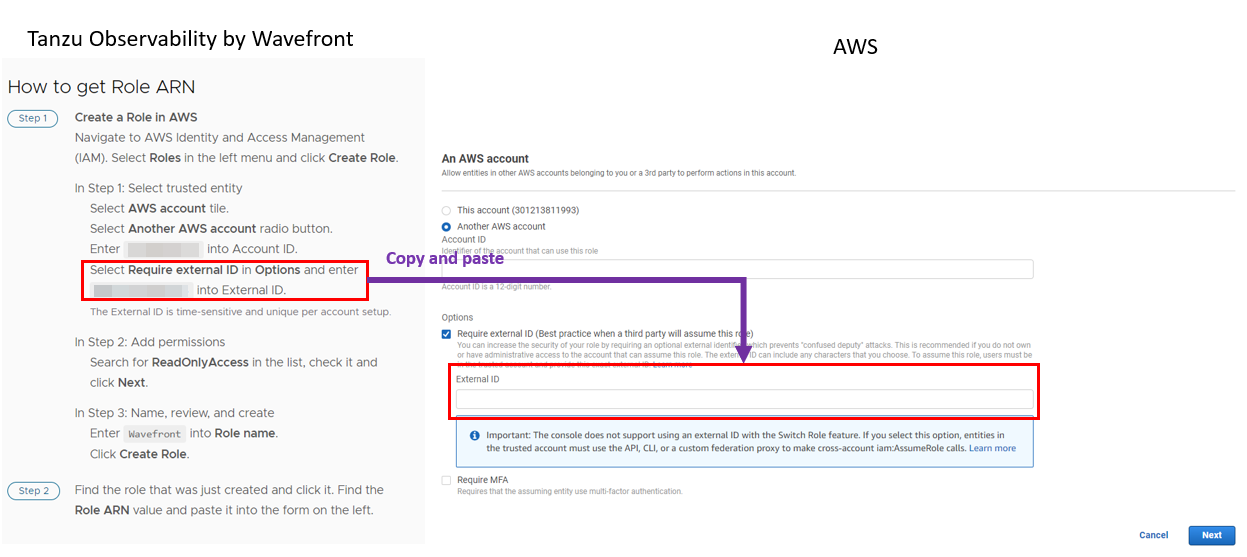 Tanzu Observability by Wavefront
AWS
How to get Role ARN
Step 1
Create a Role in AWS
Navigate to AWS Identity and Access Management
(IAM). Select Roles in the left menu and click Create Role.
In Step 1: Select trusted entity
Select AWS account tile.
Select Another AWS account radio button.
Enter into Account ID.
Select Require external ID in Options and enter
into External ID.
The External ID is time-sensitive and unique per account setup.
In Step 2: Add permissions
Search for ReadOnlyAccess in the list, check it and
click Next.
In Step 3: Name, review, and create
Enter Wavefront into Role name.
Click Create Role.
Step 2
Find the role that was just created and click it. Find the
Role ARN value and paste it into the form on the left.
Copy and paste
An AWS account
Allow entities in other AWS accounts belonging to you or a 3rd party to perform actions in this account.
This account (301213811993)
Another AWS account
Account ID
Identifier of the account that can use this role
Account ID is a 12-digit number.
Options
Require external ID (Best practice when a third party will assume this role)
You can increase the security of your role by requiring an optional external identifier, which prevents "confused deputy" attacks. This is recommended if you do not own
or have administrative access to the account that can assume this role. The external ID can include any characters that you choose. To assume this role, users must be
in the trusted account and provide this exact external ID. Learn more
External ID
Important: The console does not support using an external ID with the Switch Role feature. If you select this option, entities in
the trusted account must use the API, CLI, or a custom federation proxy to make cross-account iam:AssumeRole calls. Learn more
Require MFA
Requires that the assuming entity use multi-factor authentication.
Cancel
Next